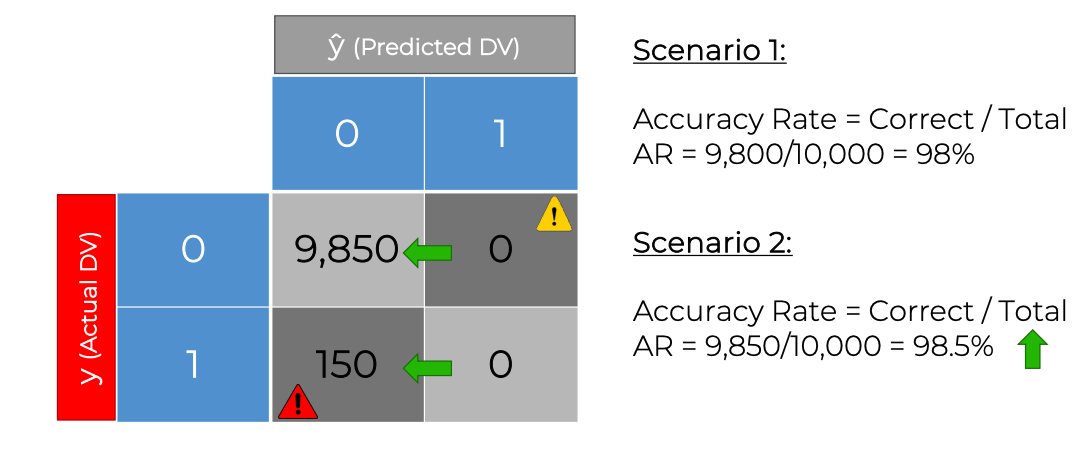 ŷ (Predicted DV)
0 1
y (Actual DV)
0 9,850 0
1 150 0
Scenario 1:
Accuracy Rate = Correct / Total
AR = 9,800/10,000 = 98%
Scenario 2:
Accuracy Rate = Correct / Total
AR = 9,850/10,000 = 98.5%